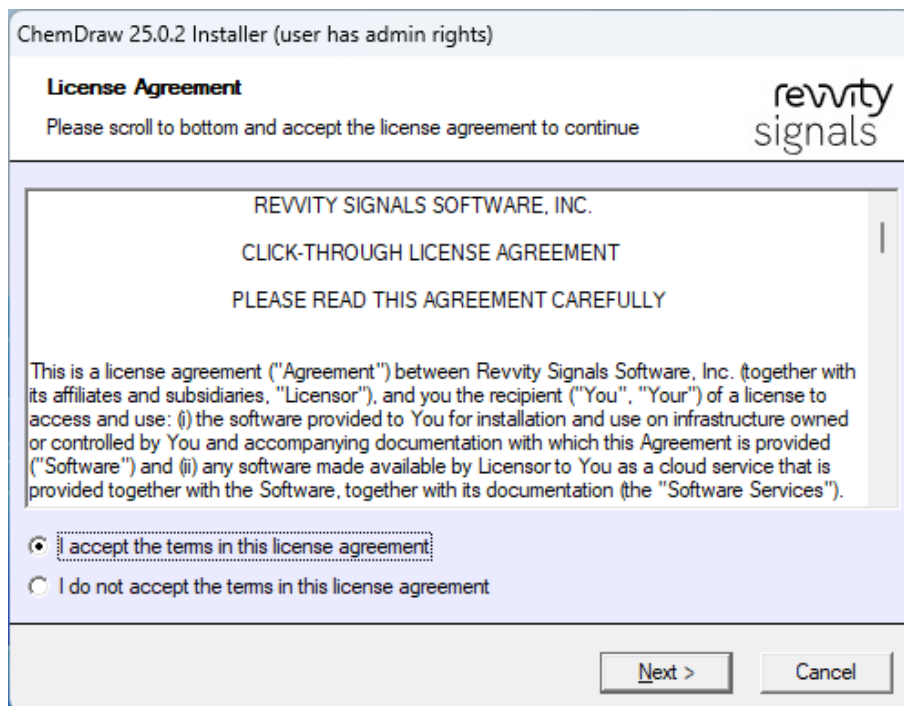 ChemDraw 25.0.2 Installer (user has admin rights)
License Agreement
Please scroll to bottom and accept the license agreement to continue
revvity
signals
REVVITY SIGNALS SOFTWARE, INC.
CLICK-THROUGH LICENSE AGREEMENT
PLEASE READ THIS AGREEMENT CAREFULLY
This is a license agreement ("Agreement") between Revvity Signals Software, Inc. (together with
its affiliates and subsidiaries, "Licensor"), and you the recipient ("You", "Your") of a license to
access and use: (i) the software provided to You for installation and use on infrastructure owned
or controlled by You and accompanying documentation with which this Agreement is provided
("Software") and (ii) any software made available by Licensor to You as a cloud service that is
provided together with the Software, together with its documentation (the "Software Services").
I accept the terms in this license agreement
I do not accept the terms in this license agreement
Next >
Cancel